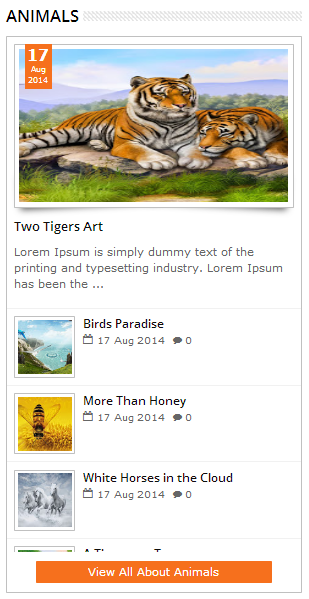 ANIMALS
17
Aug
2014
Two Tigers Art
Lorem Ipsum is simply dummy text of the
printing and typesetting industry. Lorem Ipsum
has been the ...
Birds Paradise
17 Aug 2014 0
More Than Honey
17 Aug 2014 0
White Horses in the Cloud
17 Aug 2014 0
View All About Animals